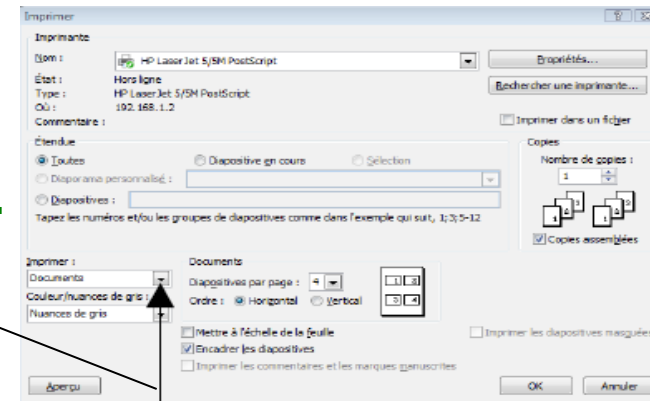 Imprimer
Imprimante
Nom : HP LaserJet 5/5M PostScript Propriétés...
État : Hors ligne Rechercher une imprimante...
Type : HP LaserJet 5/5M PostScript
Où : 192.168.1.2
Commentaire : Imprimer dans un fichier
Étendue Copies
Toutes Diapositive en cours Sélection Nombre de copies :
Diaporama personnalisé : 1
Diapositives :
Tapez les numéros et/ou les groupes de diapositives comme dans l'exemple qui suit, 1;3;5-12
Copies assemblées
Imprimer : Documents
Documents Diapositives par page : 4 1 2
Couleur/nuances de gris : Ordre : Horizontal Vertical 3 4
Nuances de gris
Mettre à l'échelle de la feuille Imprimer les diapositives masquées
Encadrer les diapositives
Imprimer les commentaires et les marques manuscrites
Aperçu OK Annuler